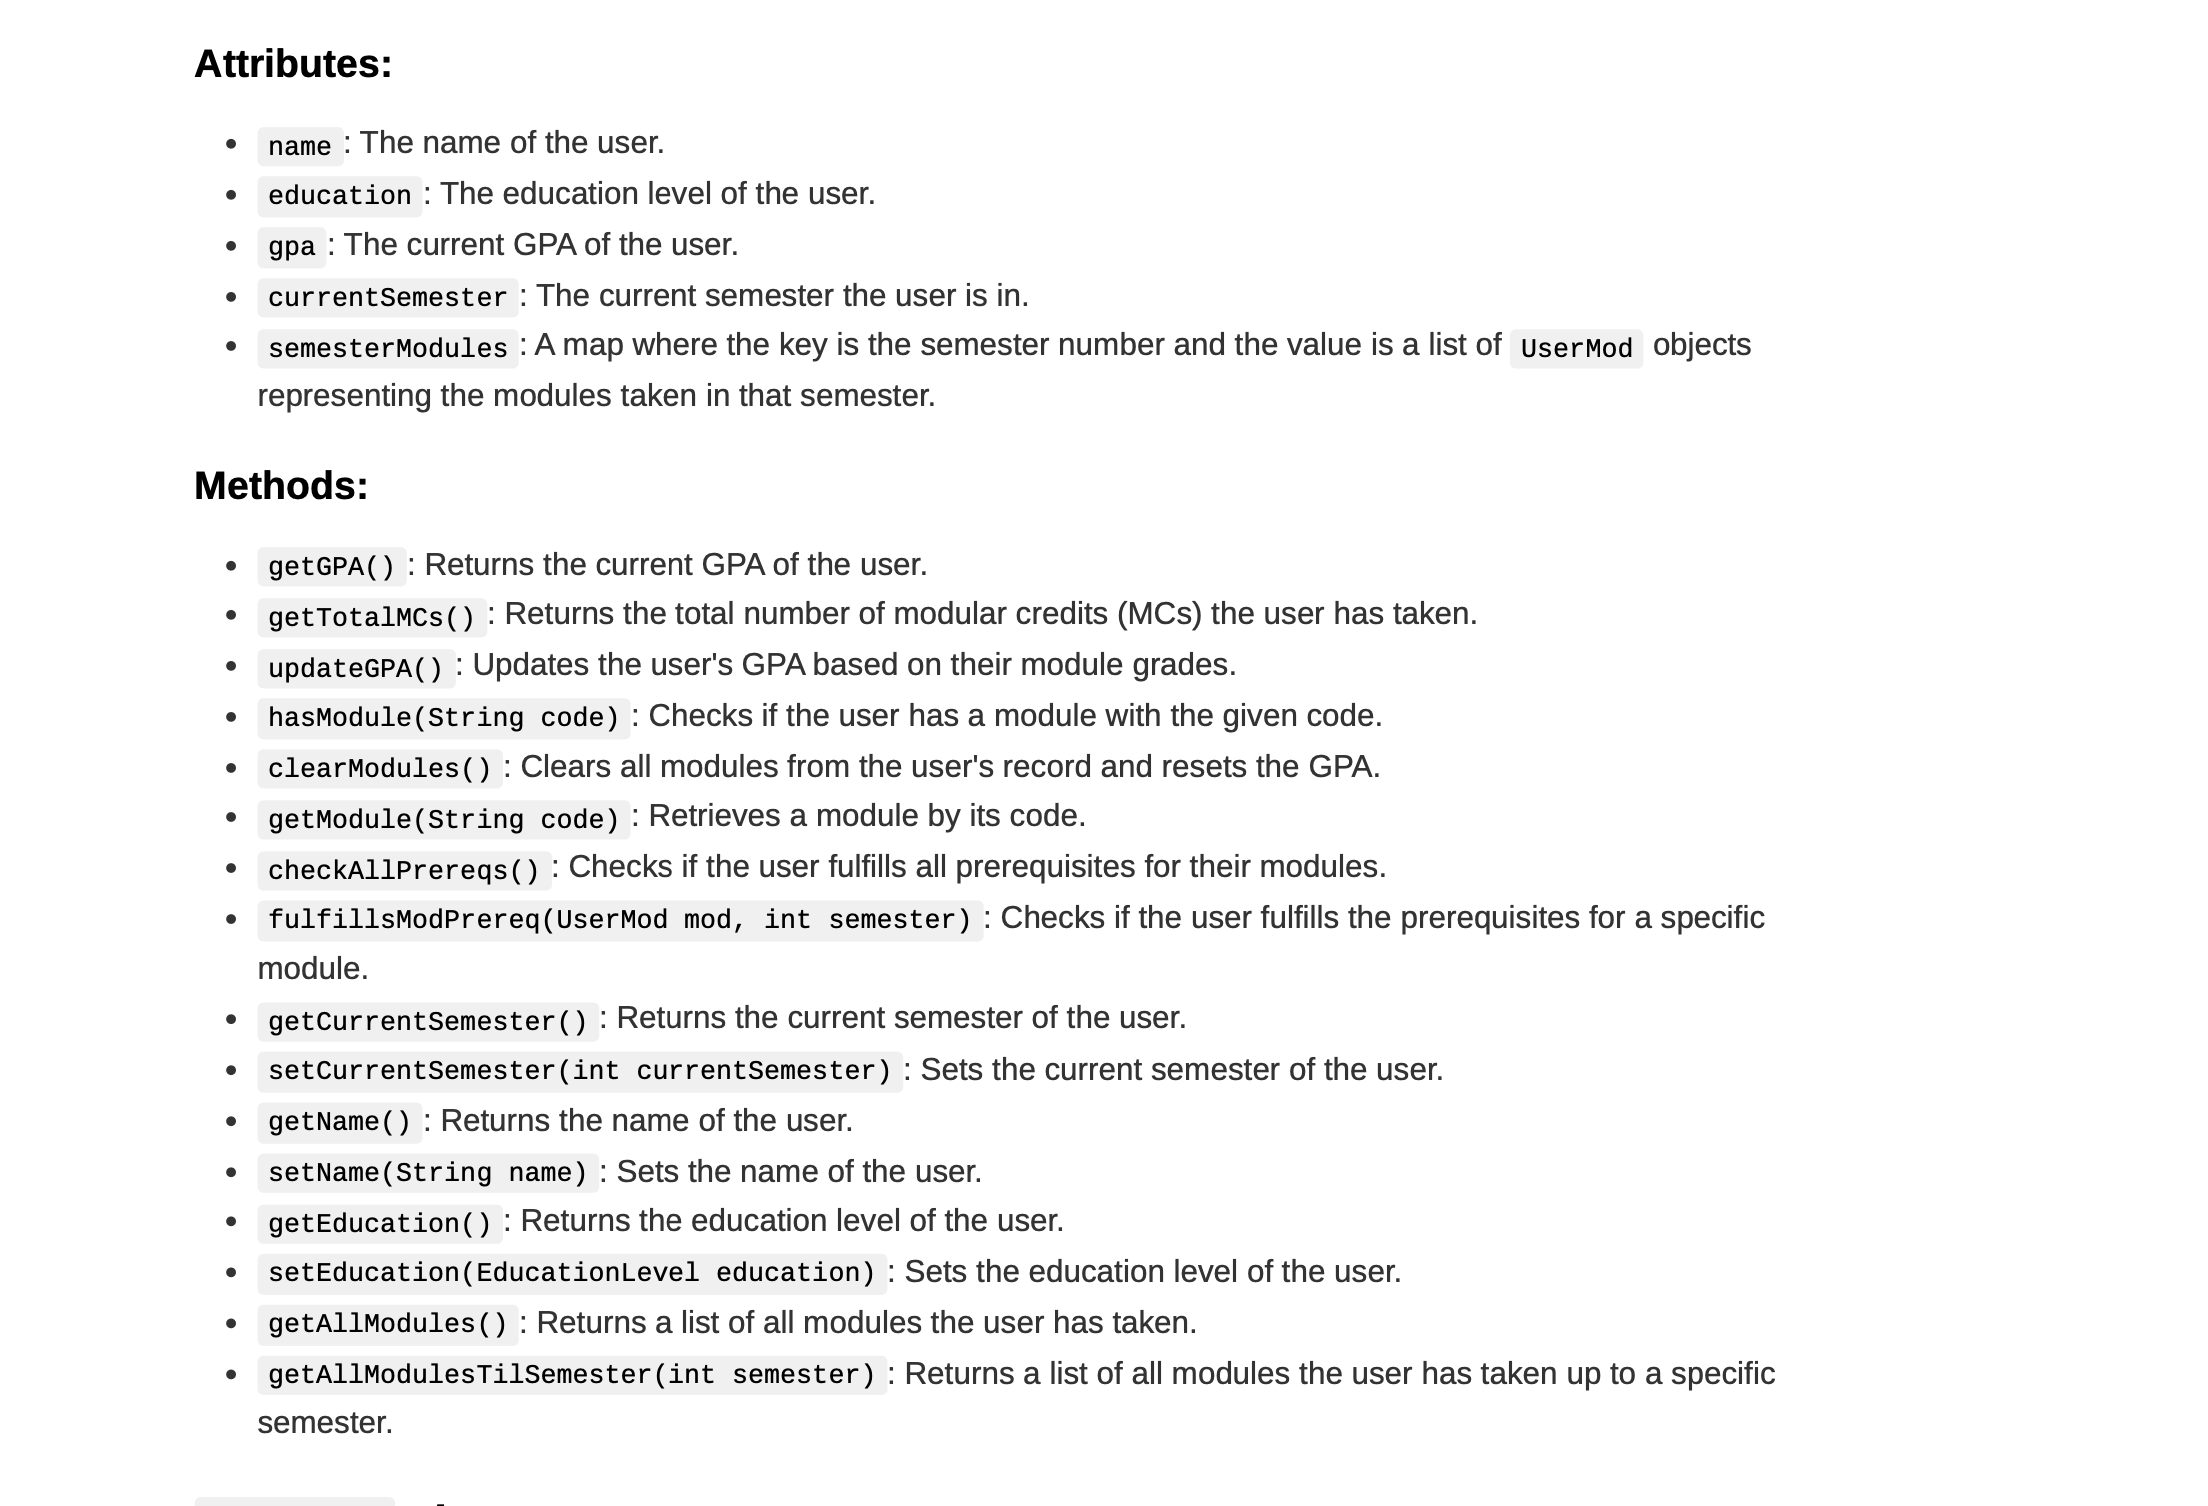 Attributes:
name : The name of the user.
education : The education level of the user.
gpa : The current GPA of the user.
currentSemester : The current semester the user is in.
semesterModules : A map where the key is the semester number and the value is a list of UserMod objects
representing the modules taken in that semester.
Methods:
getGPA() : Returns the current GPA of the user.
getTotalMCs() : Returns the total number of modular credits (MCs) the user has taken.
updateGPA() : Updates the user's GPA based on their module grades.
hasModule(String code) : Checks if the user has a module with the given code.
clearModules() : Clears all modules from the user's record and resets the GPA.
getModule(String code) : Retrieves a module by its code.
checkAllPrereqs() : Checks if the user fulfills all prerequisites for their modules.
fulfillsModPrereq(UserMod mod, int semester) : Checks if the user fulfills the prerequisites for a specific
module.
getCurrentSemester() : Returns the current semester of the user.
setCurrentSemester(int currentSemester) : Sets the current semester of the user.
getName() : Returns the name of the user.
setName(String name) : Sets the name of the user.
getEducation() : Returns the education level of the user.
setEducation(EducationLevel education) : Sets the education level of the user.
getAllModules() : Returns a list of all modules the user has taken.
getAllModulesTilSemester(int semester) : Returns a list of all modules the user has taken up to a specific
semester.